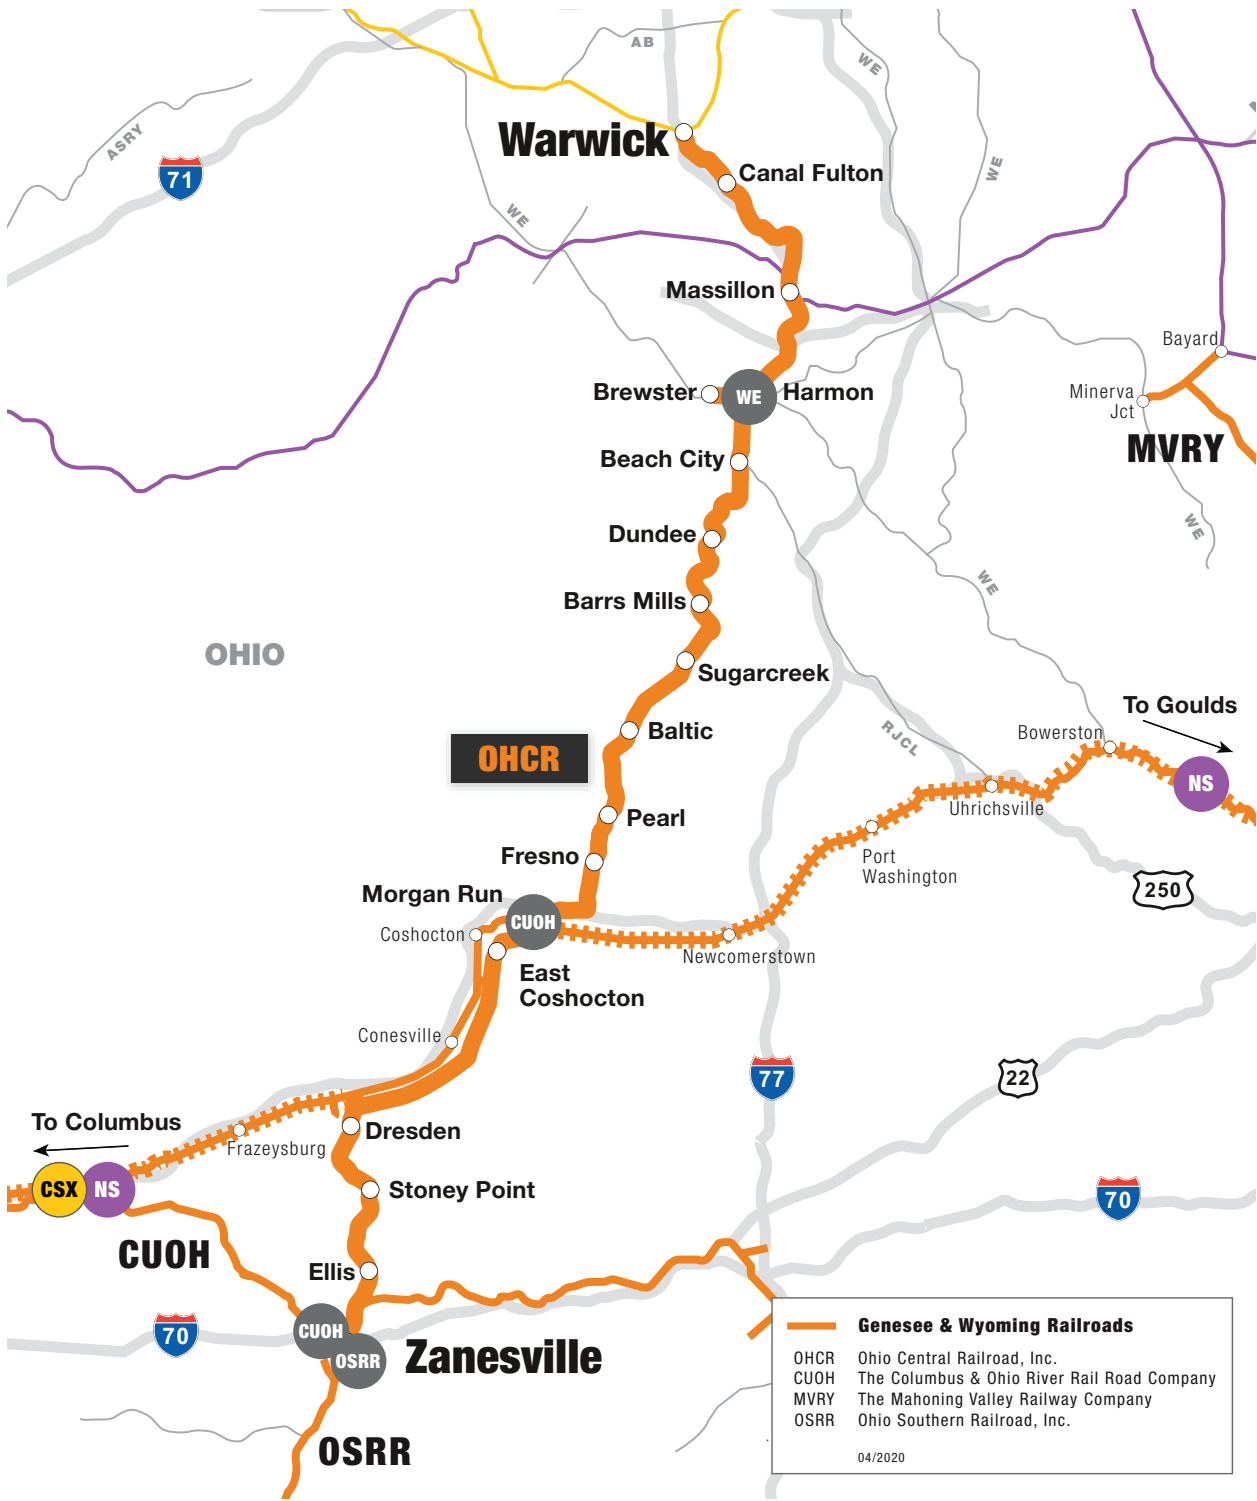 AB
WE
ASRY
Warwick
71
Canal Fulton
WE
WE
Massillon
Bayard
Brewster
WE
Harmon
Minerva
Jct
MVRY
Beach City
Dundee
WE
WE
Barrs Mills
OHIO
Sugarcreek
To Goulds
Baltic
RJCL
Bowerston
OHCR
NS
Uhrichsville
Pearl
Port
Washington
Fresno
250
Morgan Run
CUOH
Coshocton
Newcomerstown
East
Coshocton
Conesville
77
22
To Columbus
Dresden
Frazeysburg
CSX
NS
Stoney Point
70
CUOH
Ellis
70
CUOH
OSRR
Zanesville
OSRR
Genesee & Wyoming Railroads
OHCR Ohio Central Railroad, Inc.
CUOH The Columbus & Ohio River Rail Road Company
MVRY The Mahoning Valley Railway Company
OSRR Ohio Southern Railroad, Inc.
04/2020